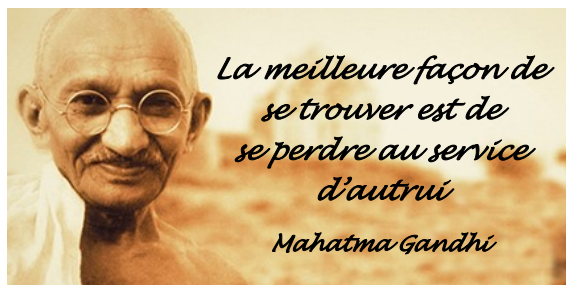 La meilleure façon de
se trouver est de
se perdre au service
d'autrui
Mahatma Gandhi